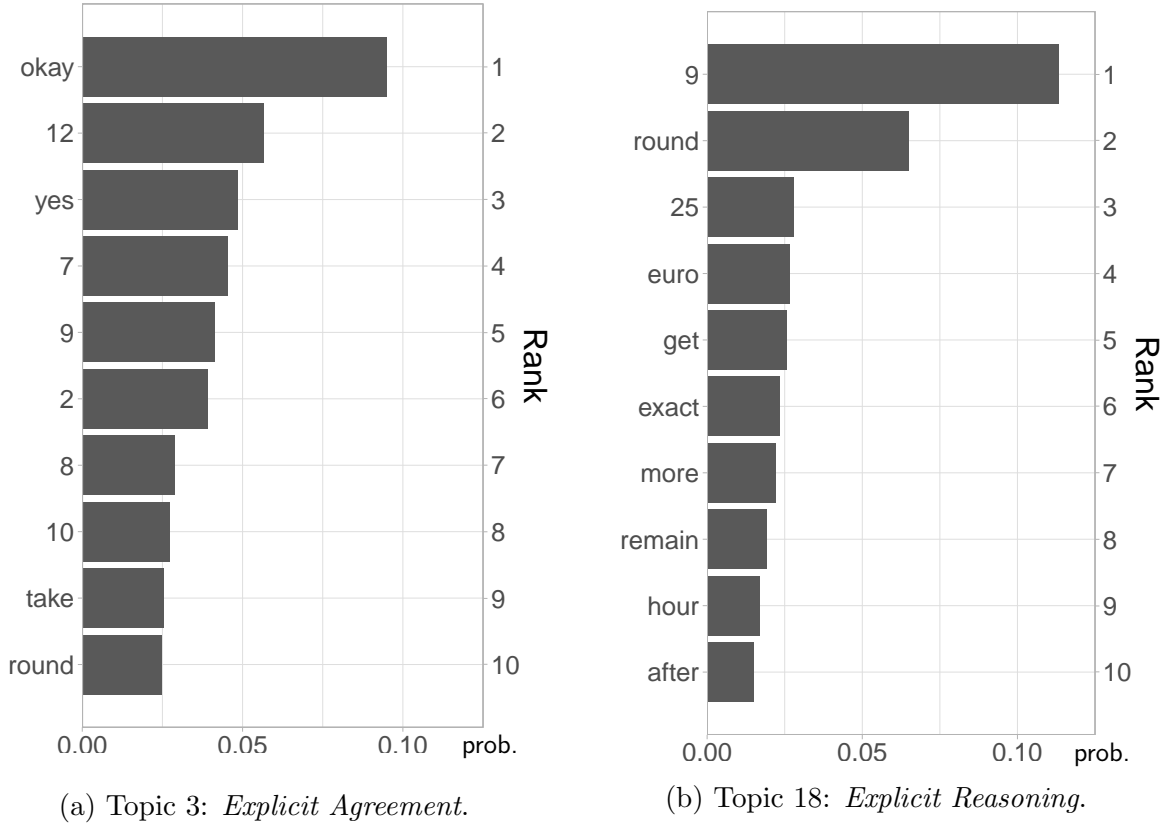 okay
12
yes
7
9
2
8
10
take
round
1
2
3
4
5
6
7
8
9
10
Rank
0.00 0.05 0.10 prob.
(a) Topic 3: Explicit Agreement.
9
round
25
euro
get
exact
more
remain
hour
after
1
2
3
4
5
6
7
8
9
10
Rank
0.00 0.05 0.10 prob.
(b) Topic 18: Explicit Reasoning.